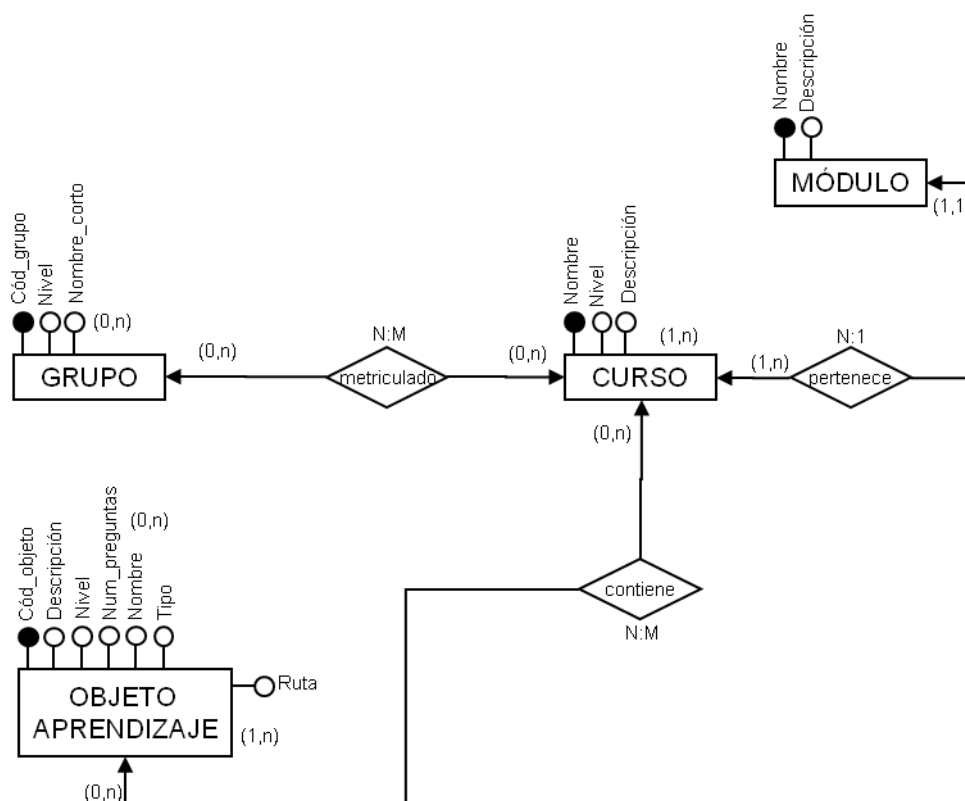 Nombre
Descripción
MÓDULO
(1,1
Cód_grupo
Nivel
Nombre_corto
(0,n)
GRUPO
(0,n)
N:M
metriculado
(0,n)
Nombre
Nivel
Descripción
(1,n)
CURSO
(1,n)
N:1
pertenece
(0,n)
contiene
N:M
Cód_objeto
Descripción
Nivel
Num_preguntas
Nombre
Tipo
(0,n)
Ruta
OBJETO
APRENDIZAJE
(1,n)
(0,n)